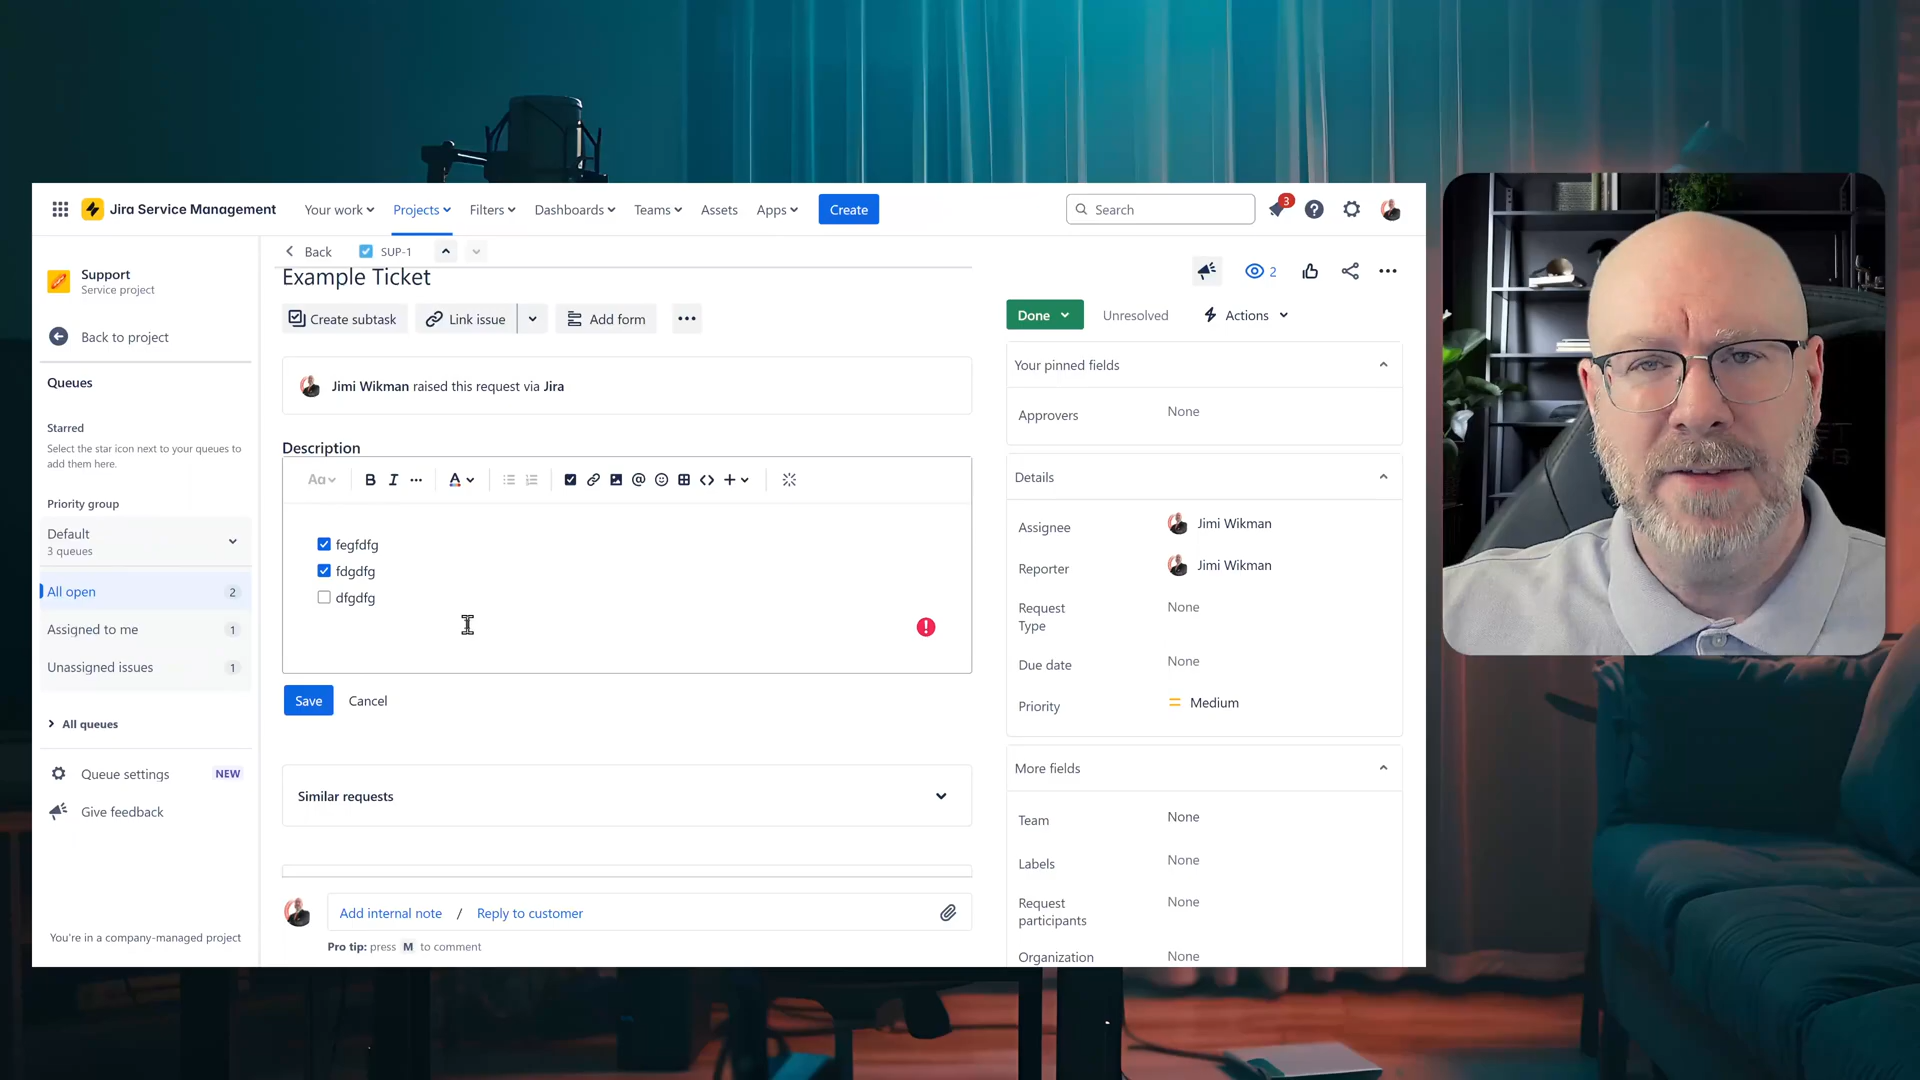 Jira Service Management
Your work
Projects
Filters
Dashboards
Teams
Assets
Apps
Create
Search
3
Support
Service project
Back to project
Queues
Starred
Select the star icon next to your queues to
add them here.
Priority group
Default
3 queues
All open 2
Assigned to me 1
Unassigned issues 1
All queues
Queue settings NEW
Give feedback
You're in a company-managed project
Back
SUP-1
Example Ticket
Create subtask
Link issue
Add form
Jimi Wikman raised this request via Jira
Description
Aa B I A
fegfdfg
fdgdfg
dfgdfg
Save
Cancel
Similar requests
Add internal note / Reply to customer
Pro tip: press M to comment
2
Done
Unresolved
Actions
Your pinned fields
Approvers None
Details
Assignee Jimi Wikman
Reporter Jimi Wikman
Request
Type
None
Due date None
Priority Medium
More fields
Team None
Labels None
Request
participants
None
Organization None